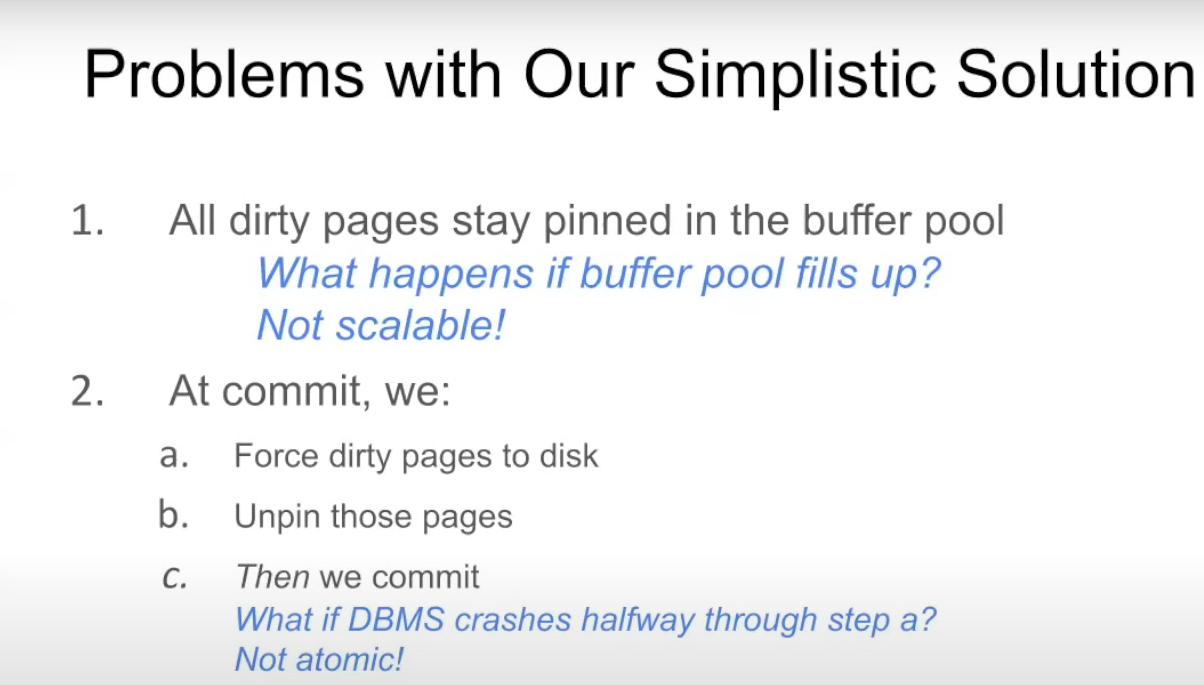 Problems with Our Simplistic Solution
1. All dirty pages stay pinned in the buffer pool
What happens if buffer pool fills up?
Not scalable!
2. At commit, we:
a. Force dirty pages to disk
b. Unpin those pages
c. Then we commit
What if DBMS crashes halfway through step a?
Not atomic!